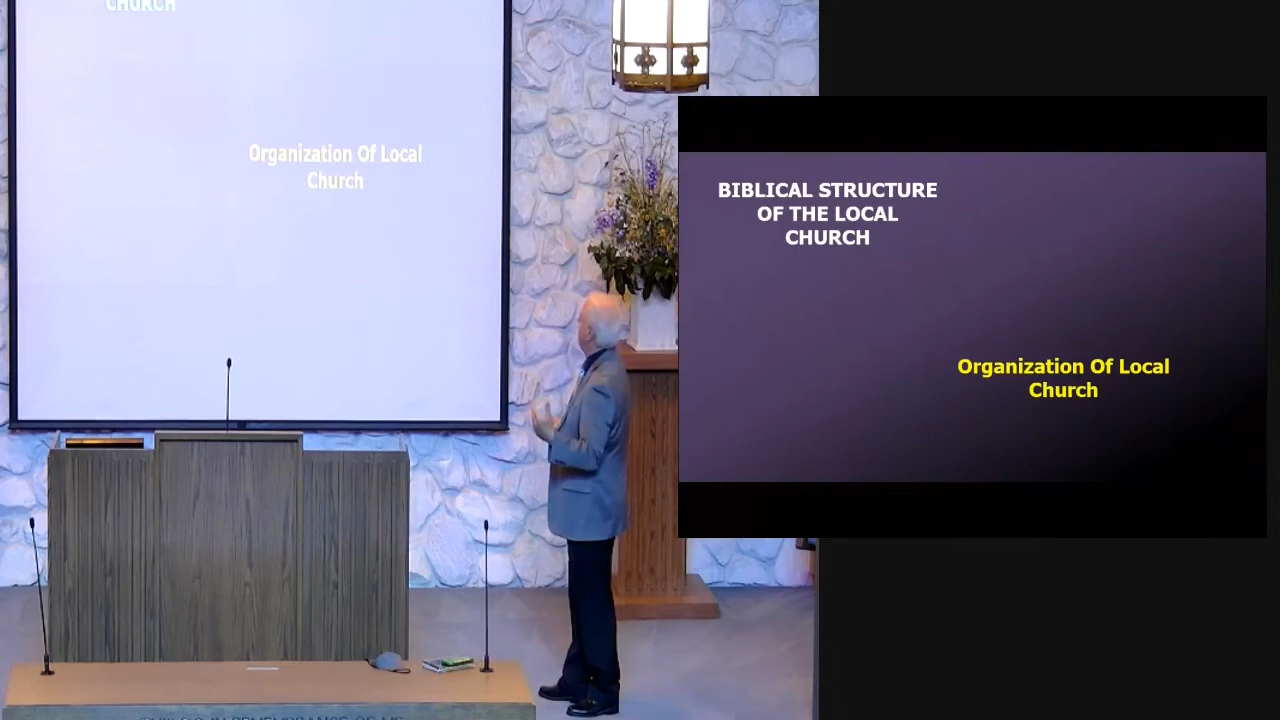 CHURCH
Organization Of Local
Church
BIBLICAL STRUCTURE
OF THE LOCAL
CHURCH
Organization Of Local
Church